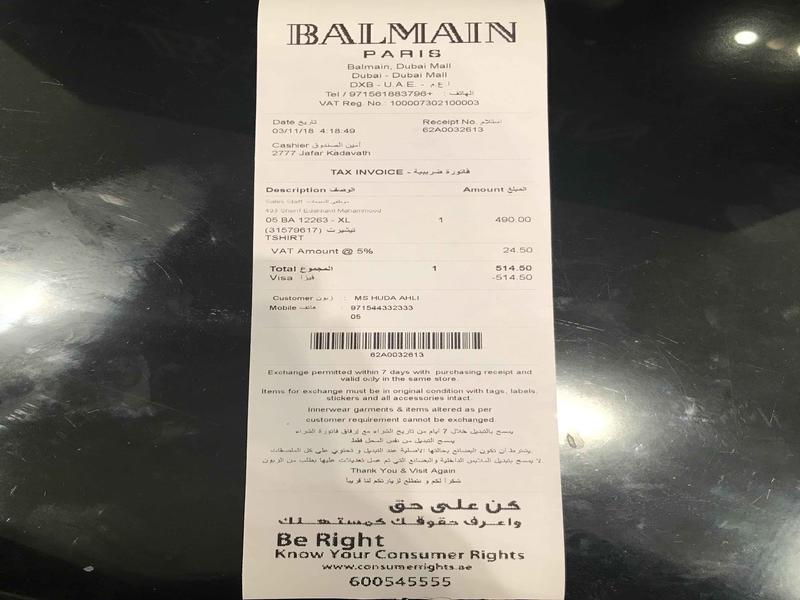 BALMAIN
PARIS
Balmain, Dubai Mall
Dubai - Dubai Mall
DXB - U.A.E. - ا.ع.م
Tel / 971561883798+ : الهاتف
VAT Reg. No.: 100007302100003
Date تاريخ
Receipt No. استلام
03/11/18 4:18:49
62A0032613
Cashier أمين الصندوق
2777 Jafar Kadavath
TAX INVOICE - فاتورة ضريبية
Description الوصف Amount المبلغ
Sales Staff موظفي المبيعات
493 Sherif Edakkavil Mohammood
05 BA 12263 - XL 1 490.00
(31579617) تيشيرت
TSHIRT
VAT Amount @ 5% 24.50
Total المجموع 1 514.50
Visa فيزا -514.50
Customer زبون : MS HUDA AHLI
Mobile هاتف : 971544332333
05
62A0032613
Exchange permitted within 7 days with purchasing receipt and
valid only in the same store.
Items for exchange must be in original condition with tags, labels,
stickers and all accessories intact.
Innerwear garments & items altered as per
customer requirement cannot be exchanged.
يسمح بالتبديل خلال 7 أيام من تاريخ الشراء مع إرفاق فاتورة الشراء
يسمح التبديل من نفس المحل فقط
يشترط أن تكون البضائع بحالتها الأصلية عند التبديل و تحتوي على كل الملصقات.
لا يسمح بتبديل الملابس الداخلية والبضائع التي تم عمل تعديلات عليها بطلب من الزبون.
Thank You & Visit Again
شكرا لكم و نتطلع لزيارتكم لنا قريبا
كن على حق
واعرف حقوقك كمستهلك
Be Right
Know Your Consumer Rights
www.consumerrights.ae
600545555